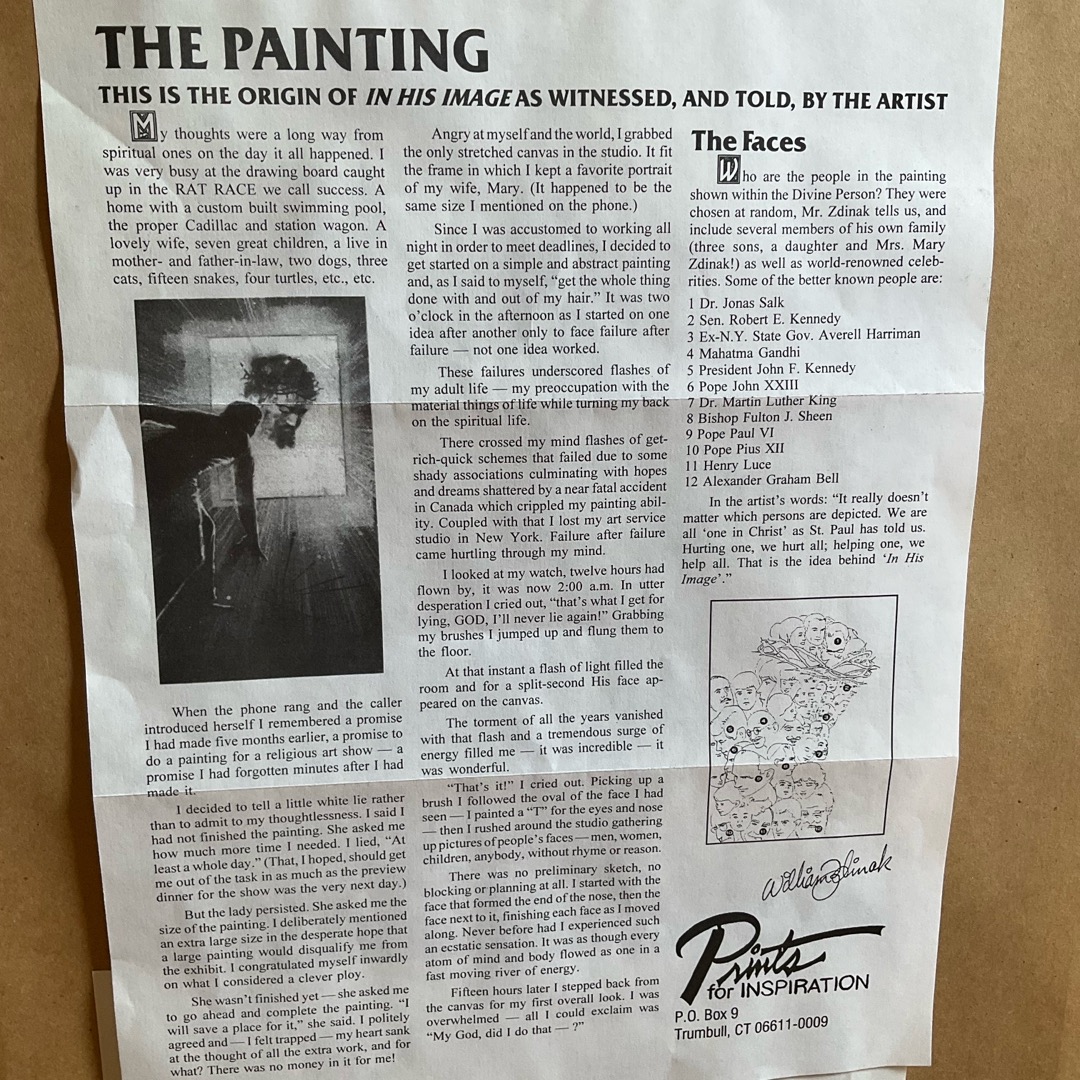 THE PAINTING
THIS IS THE ORIGIN OF IN HIS IMAGE AS WITNESSED, AND TOLD, BY THE ARTIST
My thoughts were a long way from
spiritual ones on the day it all happened. I
was very busy at the drawing board caught
up in the RAT RACE we call success. A
home with a custom built swimming pool,
the proper Cadillac and station wagon. A
lovely wife, seven great children, a live in
mother- and father-in-law, two dogs, three
cats, fifteen snakes, four turtles, etc., etc.
When the phone rang and the caller
introduced herself I remembered a promise
I had made five months earlier, a promise to
do a painting for a religious art show — a
promise I had forgotten minutes after I had
made it.
I decided to tell a little white lie rather
than to admit to my thoughtlessness. I said I
had not finished the painting. She asked me
how much more time I needed. I lied, “At
least a whole day.” (That, I hoped, should get
me out of the task in as much as the preview
dinner for the show was the very next day.)
But the lady persisted. She asked me the
size of the painting. I deliberately mentioned
an extra large size in the desperate hope that
a large painting would disqualify me from
the exhibit. I congratulated myself inwardly
on what I considered a clever ploy.
She wasn’t finished yet — she asked me
to go ahead and complete the painting. “I
will save a place for it,” she said. I politely
agreed and — I felt trapped — my heart sank
at the thought of all the extra work, and for
what? There was no money in it for me!
Angry at myself and the world, I grabbed
the only stretched canvas in the studio. It fit
the frame in which I kept a favorite portrait
of my wife, Mary. (It happened to be the
same size I mentioned on the phone.)
Since I was accustomed to working all
night in order to meet deadlines, I decided to
get started on a simple and abstract painting
and, as I said to myself, “get the whole thing
done with and out of my hair.” It was two
o’clock in the afternoon as I started on one
idea after another only to face failure after
failure — not one idea worked.
These failures underscored flashes of
my adult life — my preoccupation with the
material things of life while turning my back
on the spiritual life.
There crossed my mind flashes of get-
rich-quick schemes that failed due to some
shady associations culminating with hopes
and dreams shattered by a near fatal accident
in Canada which crippled my painting abil-
ity. Coupled with that I lost my art service
studio in New York. Failure after failure
came hurtling through my mind.
I looked at my watch, twelve hours had
flown by, it was now 2:00 a.m. In utter
desperation I cried out, “that’s what I get for
lying, GOD, I’ll never lie again!” Grabbing
my brushes I jumped up and flung them to
the floor.
At that instant a flash of light filled the
room and for a split-second His face ap-
peared on the canvas.
The torment of all the years vanished
with that flash and a tremendous surge of
energy filled me — it was incredible — it
was wonderful.
“That’s it!” I cried out. Picking up a
brush I followed the oval of the face I had
seen — I painted a “T” for the eyes and nose
— then I rushed around the studio gathering
up pictures of people’s faces — men, women,
children, anybody, without rhyme or reason.
There was no preliminary sketch, no
blocking or planning at all. I started with the
face that formed the end of the nose, then the
face next to it, finishing each face as I moved
along. Never before had I experienced such
an ecstatic sensation. It was as though every
atom of mind and body flowed as one in a
fast moving river of energy.
Fifteen hours later I stepped back from
the canvas for my first overall look. I was
overwhelmed — all I could exclaim was
“My God, did I do that — ?”
The Faces
Who are the people in the painting
shown within the Divine Person? They were
chosen at random, Mr. Zdinak tells us, and
include several members of his own family
(three sons, a daughter and Mrs. Mary
Zdinak!) as well as world-renowned celeb-
rities. Some of the better known people are:
1 Dr. Jonas Salk
2 Sen. Robert E. Kennedy
3 Ex-N.Y. State Gov. Averell Harriman
4 Mahatma Gandhi
5 President John F. Kennedy
6 Pope John XXIII
7 Dr. Martin Luther King
8 Bishop Fulton J. Sheen
9 Pope Paul VI
10 Pope Pius XII
11 Henry Luce
12 Alexander Graham Bell
In the artist’s words: “It really doesn’t
matter which persons are depicted. We are
all ‘one in Christ’ as St. Paul has told us.
Hurting one, we hurt all; helping one, we
help all. That is the idea behind ‘In His
Image’.”
William Zdinak
Prints
for INSPIRATION
P.O. Box 9
Trumbull, CT 06611-0009